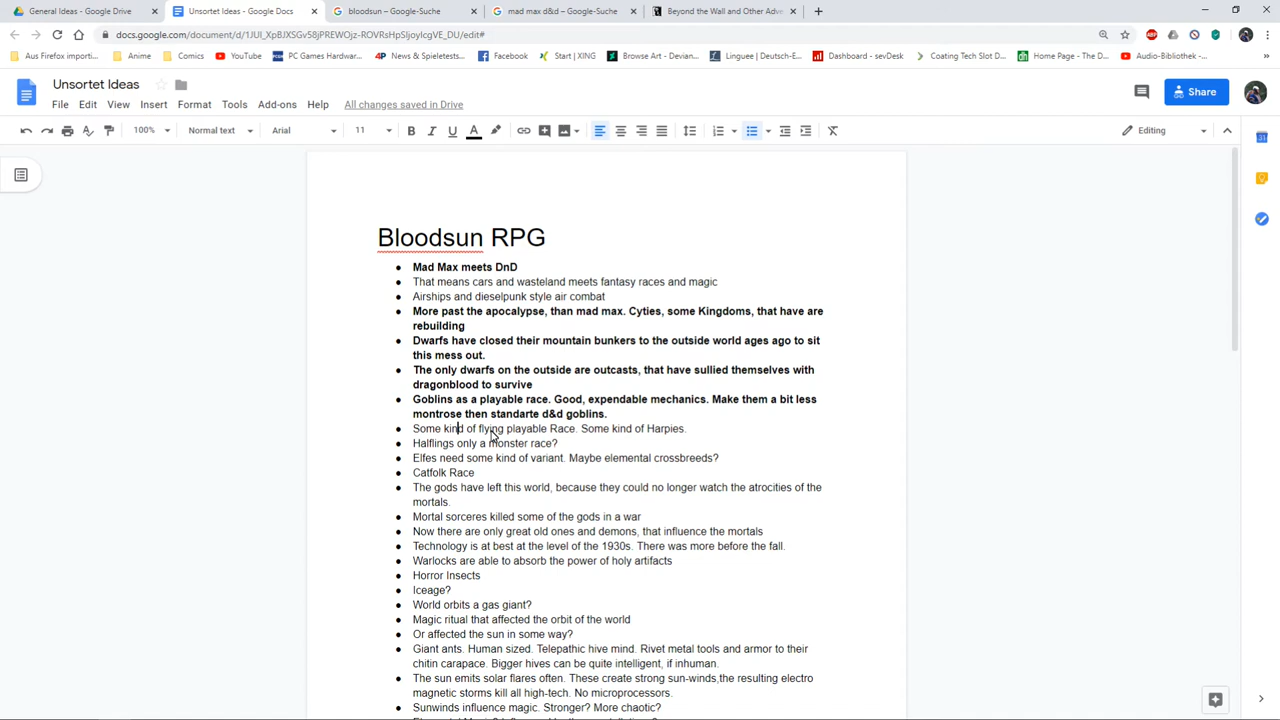 General Ideas - Google Drive
Unsortet Ideas - Google Docs
bloodsun – Google-Suche
mad max d&d – Google-Suche
Beyond the Wall and Other Adve
docs.google.com/document/d/
Aus Firefox importi...
Anime
Comics
YouTube
PC Games Hardwar...
News & Spieletests...
Facebook
Start | XING
Browse Art - Devian...
Linguee | Deutsch-E...
Dashboard - sevDesk
Coating Tech Slot D...
Home Page - The D...
Audio-Bibliothek -...
Unsortet Ideas
File Edit View Insert Format Tools Add-ons Help All changes saved in Drive
Share
100% Normal text Arial 11 B I U A Editing
Bloodsun RPG
● Mad Max meets DnD
● That means cars and wasteland meets fantasy races and magic
● Airships and dieselpunk style air combat
● More past the apocalypse, than mad max. Cyties, some Kingdoms, that have are
rebuilding
● Dwarfs have closed their mountain bunkers to the outside world ages ago to sit
this mess out.
● The only dwarfs on the outside are outcasts, that have sullied themselves with
dragonblood to survive
● Goblins as a playable race. Good, expendable mechanics. Make them a bit less
montrose then standarte d&d goblins.
● Some kind of flying playable Race. Some kind of Harpies.
● Halflings only a monster race?
● Elfes need some kind of variant. Maybe elemental crossbreeds?
● Catfolk Race
● The gods have left this world, because they could no longer watch the atrocities of the
mortals.
● Mortal sorceres killed some of the gods in a war
● Now there are only great old ones and demons, that influence the mortals
● Technology is at best at the level of the 1930s. There was more before the fall.
● Warlocks are able to absorb the power of holy artifacts
● Horror Insects
● Iceage?
● World orbits a gas giant?
● Magic ritual that affected the orbit of the world
● Or affected the sun in some way?
● Giant ants. Human sized. Telepathic hive mind. Rivet metal tools and armor to their
chitin carapace. Bigger hives can be quite intelligent, if inhuman.
● The sun emits solar flares often. These create strong sun-winds,the resulting electro
magnetic storms kill all high-tech. No microprocessors.
● Sunwinds influence magic. Stronger? More chaotic?